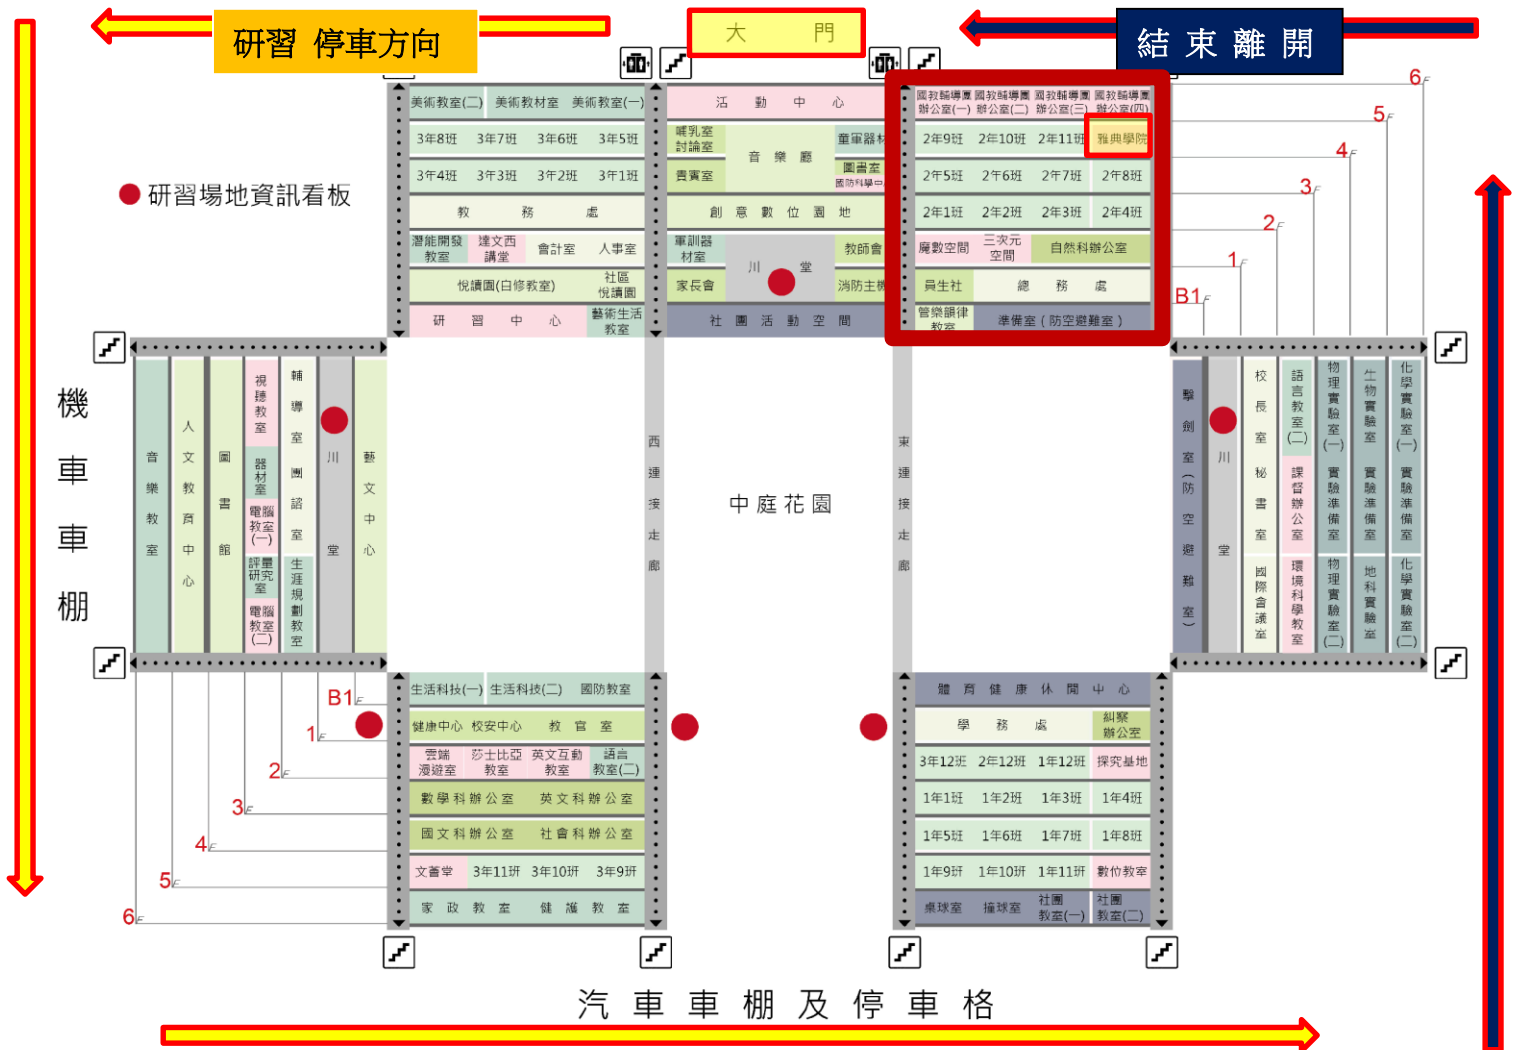 研習 停車方向
大 門
結 束 離 開
研習場地資訊看板
美術教室(二) 美術教材室 美術教室(一)
3年8班 3年7班 3年6班 3年5班
3年4班 3年3班 3年2班 3年1班
教 務 處
潛能開發教室 達文西講堂 會計室 人事室
悅讀園(自修教室) 社區悅讀園
研 習 中 心 藝術生活教室
活 動 中 心
哺乳室討論室 音 樂 廳 童軍器材
貴賓室 圖書室 國防科學中
創 意 數 位 園 地
軍訓器材室 川 堂 教師會
家長會 消防主機
社 團 活 動 空 間
國教輔導團辦公室(一) 國教輔導團辦公室(二) 國教輔導團辦公室(三) 國教輔導團辦公室(四)
2年9班 2年10班 2年11班 雅典學院
2年5班 2年6班 2年7班 2年8班
2年1班 2年2班 2年3班 2年4班
魔數空間 三次元空間 自然科辦公室
員生社 總 務 處
管樂韻律教室 準備室(防空避難室)
6F
5F
4F
3F
2F
1F
B1F
機車車棚
音樂教室
人文教育中心
圖書館
視聽教室 器材室 電腦教室(一) 評量研究室 電腦教室(二)
輔導室 團諮室 生涯規劃教室
川堂
藝文中心
西連接走廊
中庭花園
東連接走廊
擊劍室(防空避難室)
川堂
校長室 秘書室 國際會議室
語言教室(二) 課督辦公室 環境科學教室
物理實驗室(一) 實驗準備室 物理實驗室(二)
生物實驗室 實驗準備室 地科實驗室
化學實驗室(一) 實驗準備室 化學實驗室(二)
B1F
1F
2F
3F
4F
5F
6F
生活科技(一) 生活科技(二) 國防教室
健康中心 校安中心 教 官 室
雲端漫遊室 莎士比亞教室 英文互動教室 語言教室(二)
數學科辦公室 英文科辦公室
國文科辦公室 社會科辦公室
文薈堂 3年11班 3年10班 3年9班
家 政 教 室 健 護 教 室
體 育 健 康 休 閒 中 心
學 務 處 糾察辦公室
3年12班 2年12班 1年12班 探究基地
1年1班 1年2班 1年3班 1年4班
1年5班 1年6班 1年7班 1年8班
1年9班 1年10班 1年11班 數位教室
桌球室 撞球室 社團教室(一) 社團教室(二)
汽車車棚及停車格